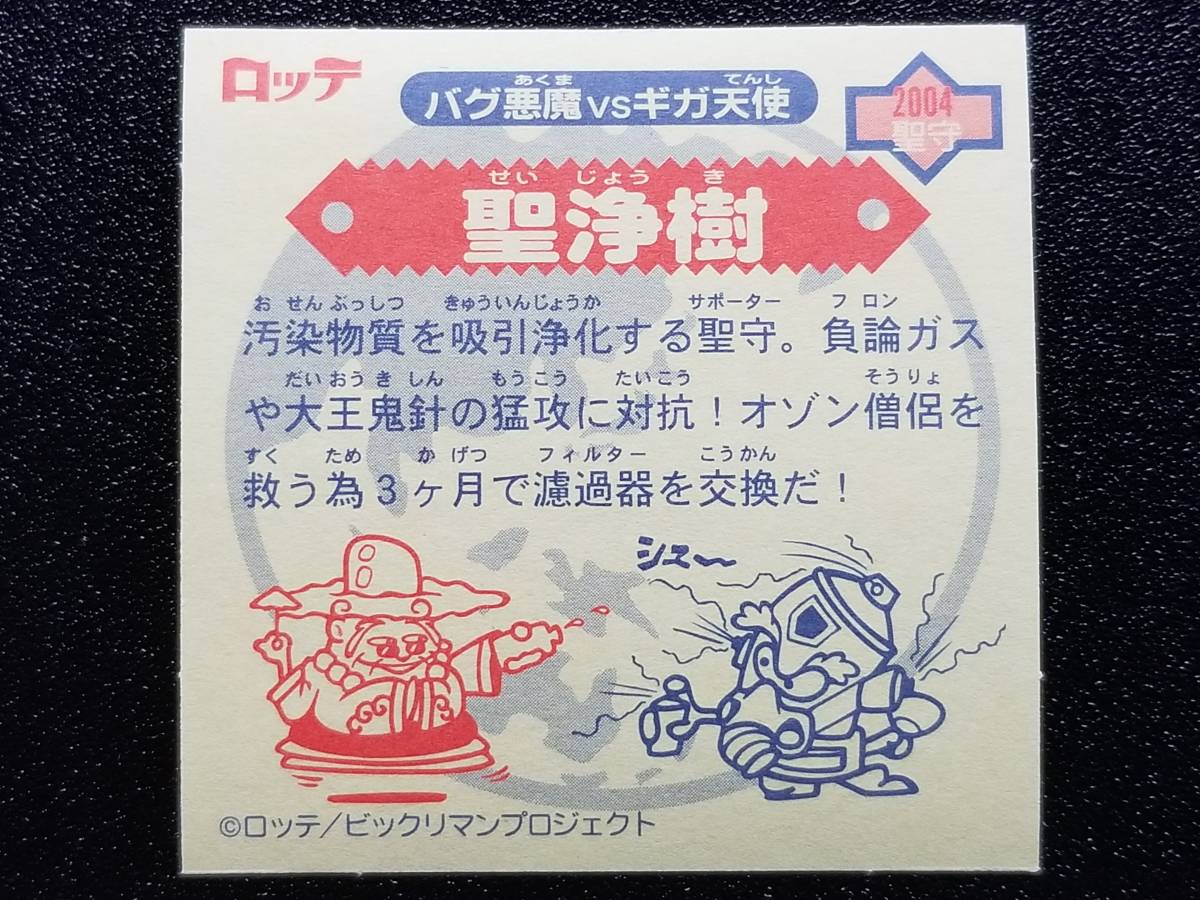 ロッテ
あくま てんし
バグ悪魔vsギガ天使
2004
聖守
せい じょう き
聖浄樹
お せん ぶっしつ きゅういんじょうか サポーター フロン
汚染物質を吸引浄化する聖守。負論ガス
だい おう き しん もうこう たいこう そうりょ
や大王鬼針の猛攻に対抗！オゾン僧侶を
すく ため か げつ フィルター こうかん
救う為3ヶ月で濾過器を交換だ！
シュ〜
©ロッテ/ビックリマンプロジェクト